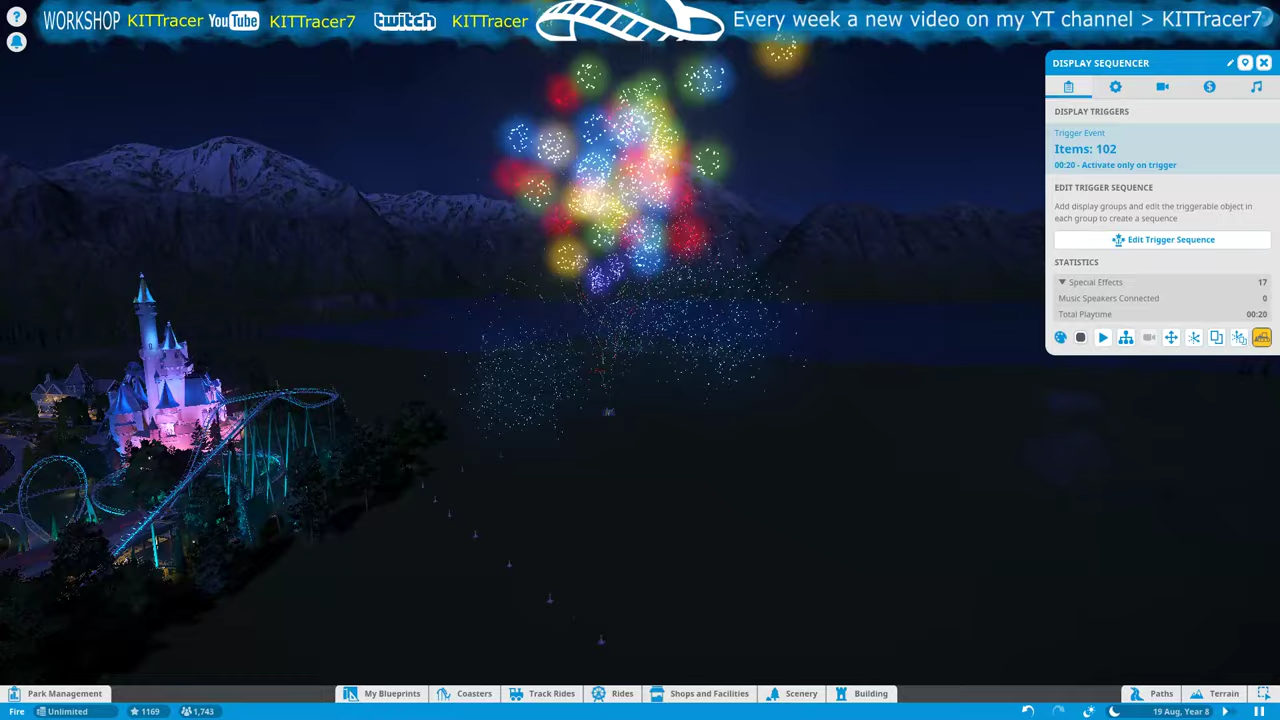 WORKSHOP KITTracer YouTube KITTracer7 twitch KITTracer Every week a new video on my YT channel > KITTracer7
DISPLAY SEQUENCER
DISPLAY TRIGGERS
Trigger Event
Items: 102
00:20 - Activate only on trigger
EDIT TRIGGER SEQUENCE
Add display groups and edit the triggerable object in
each group to create a sequence
Edit Trigger Sequence
STATISTICS
Special Effects 17
Music Speakers Connected 0
Total Playtime 00:20
Park Management My Blueprints Coasters Track Rides Rides Shops and Facilities Scenery Building Paths Terrain
Fire Unlimited 1169 1,743 19 Aug, Year 8